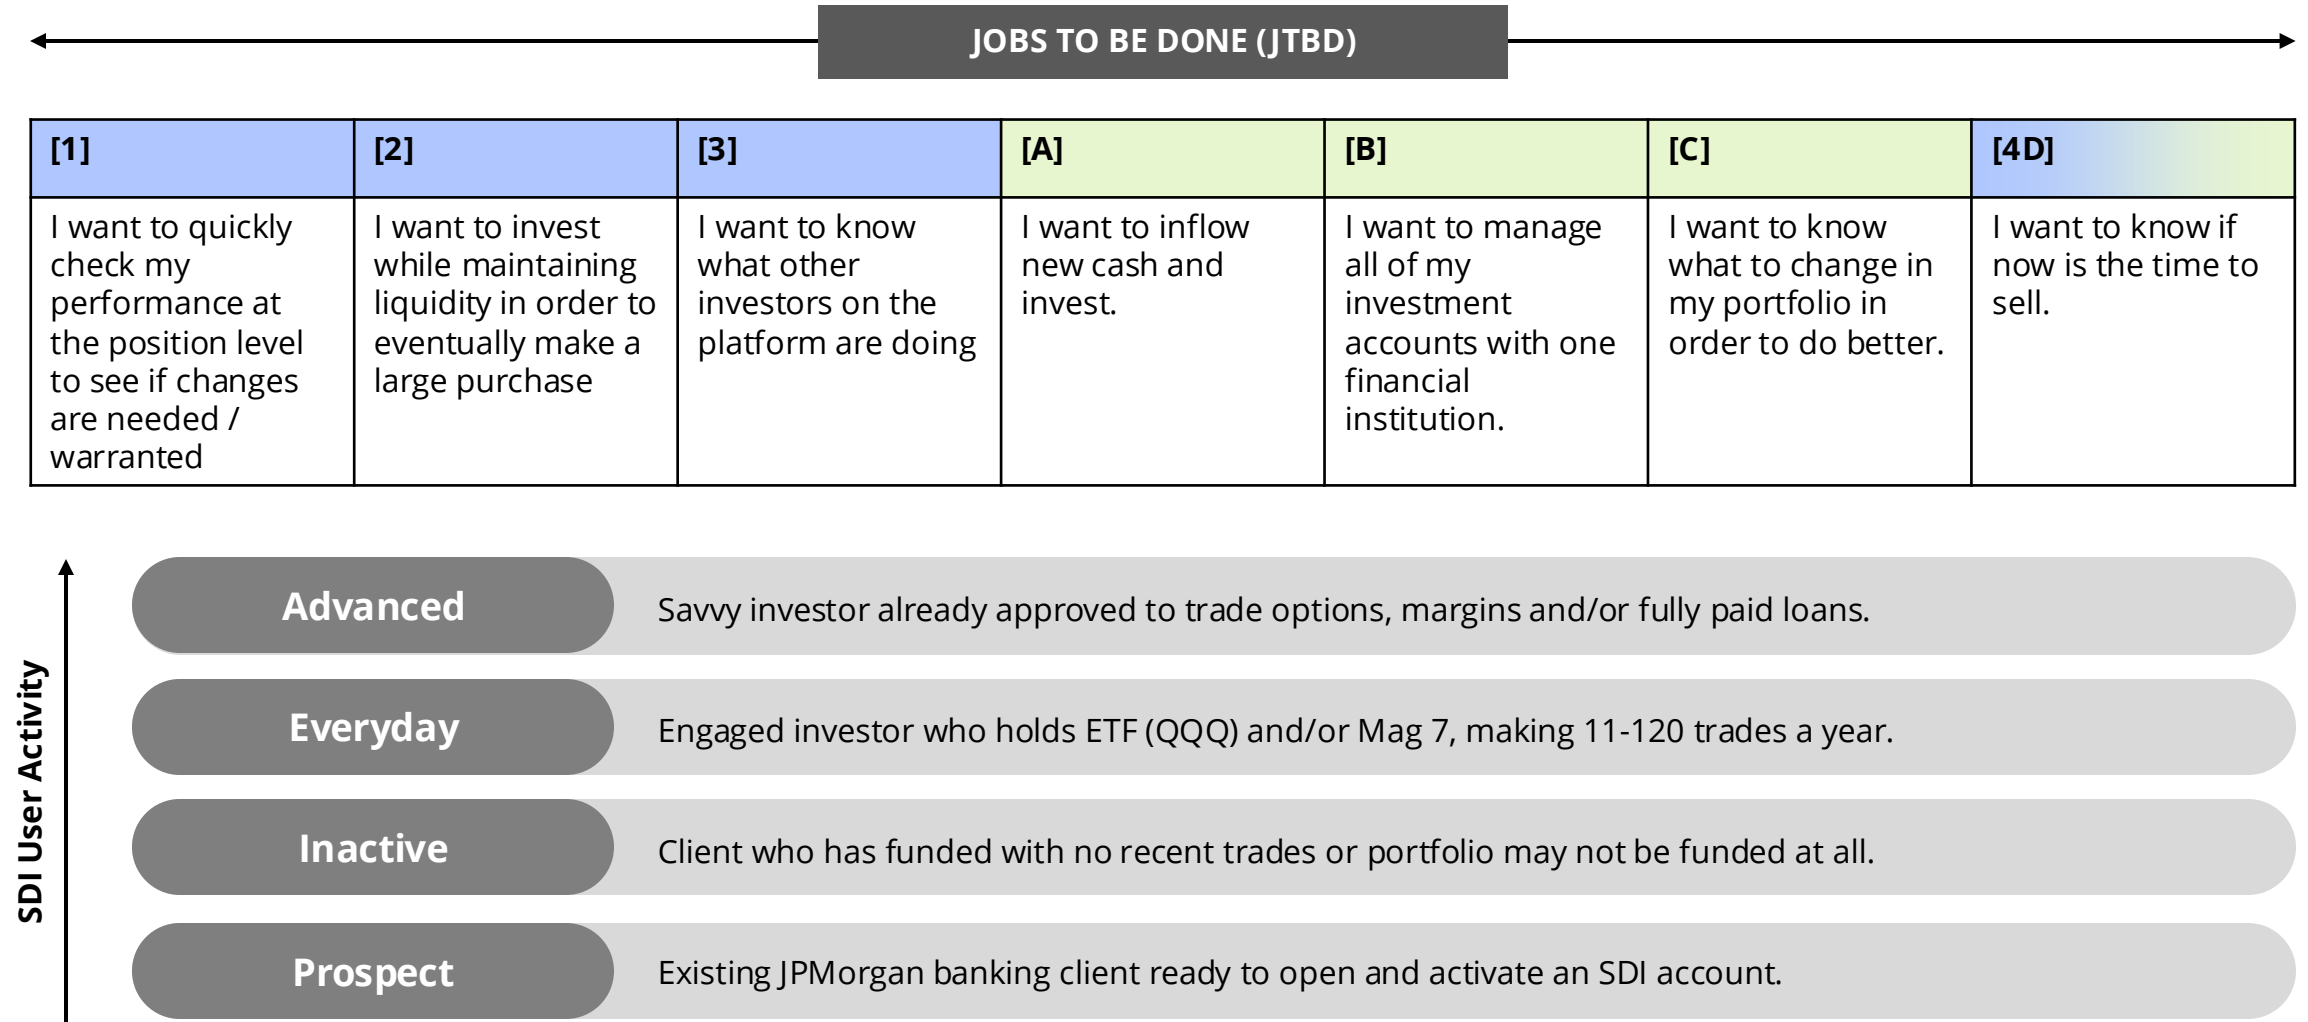 JOBS TO BE DONE (JTBD)
[1]
[2]
[3]
[A]
[B]
[C]
[4D]
I want to quickly
check my
performance at
the position level
to see if changes
are needed /
warranted
I want to invest
while maintaining
liquidity in order to
eventually make a
large purchase
I want to know
what other
investors on the
platform are doing
I want to inflow
new cash and
invest.
I want to manage
all of my
investment
accounts with one
financial
institution.
I want to know
what to change in
my portfolio in
order to do better.
I want to know if
now is the time to
sell.
SDI User Activity
Advanced
Savvy investor already approved to trade options, margins and/or fully paid loans.
Everyday
Engaged investor who holds ETF (QQQ) and/or Mag 7, making 11-120 trades a year.
Inactive
Client who has funded with no recent trades or portfolio may not be funded at all.
Prospect
Existing JPMorgan banking client ready to open and activate an SDI account.